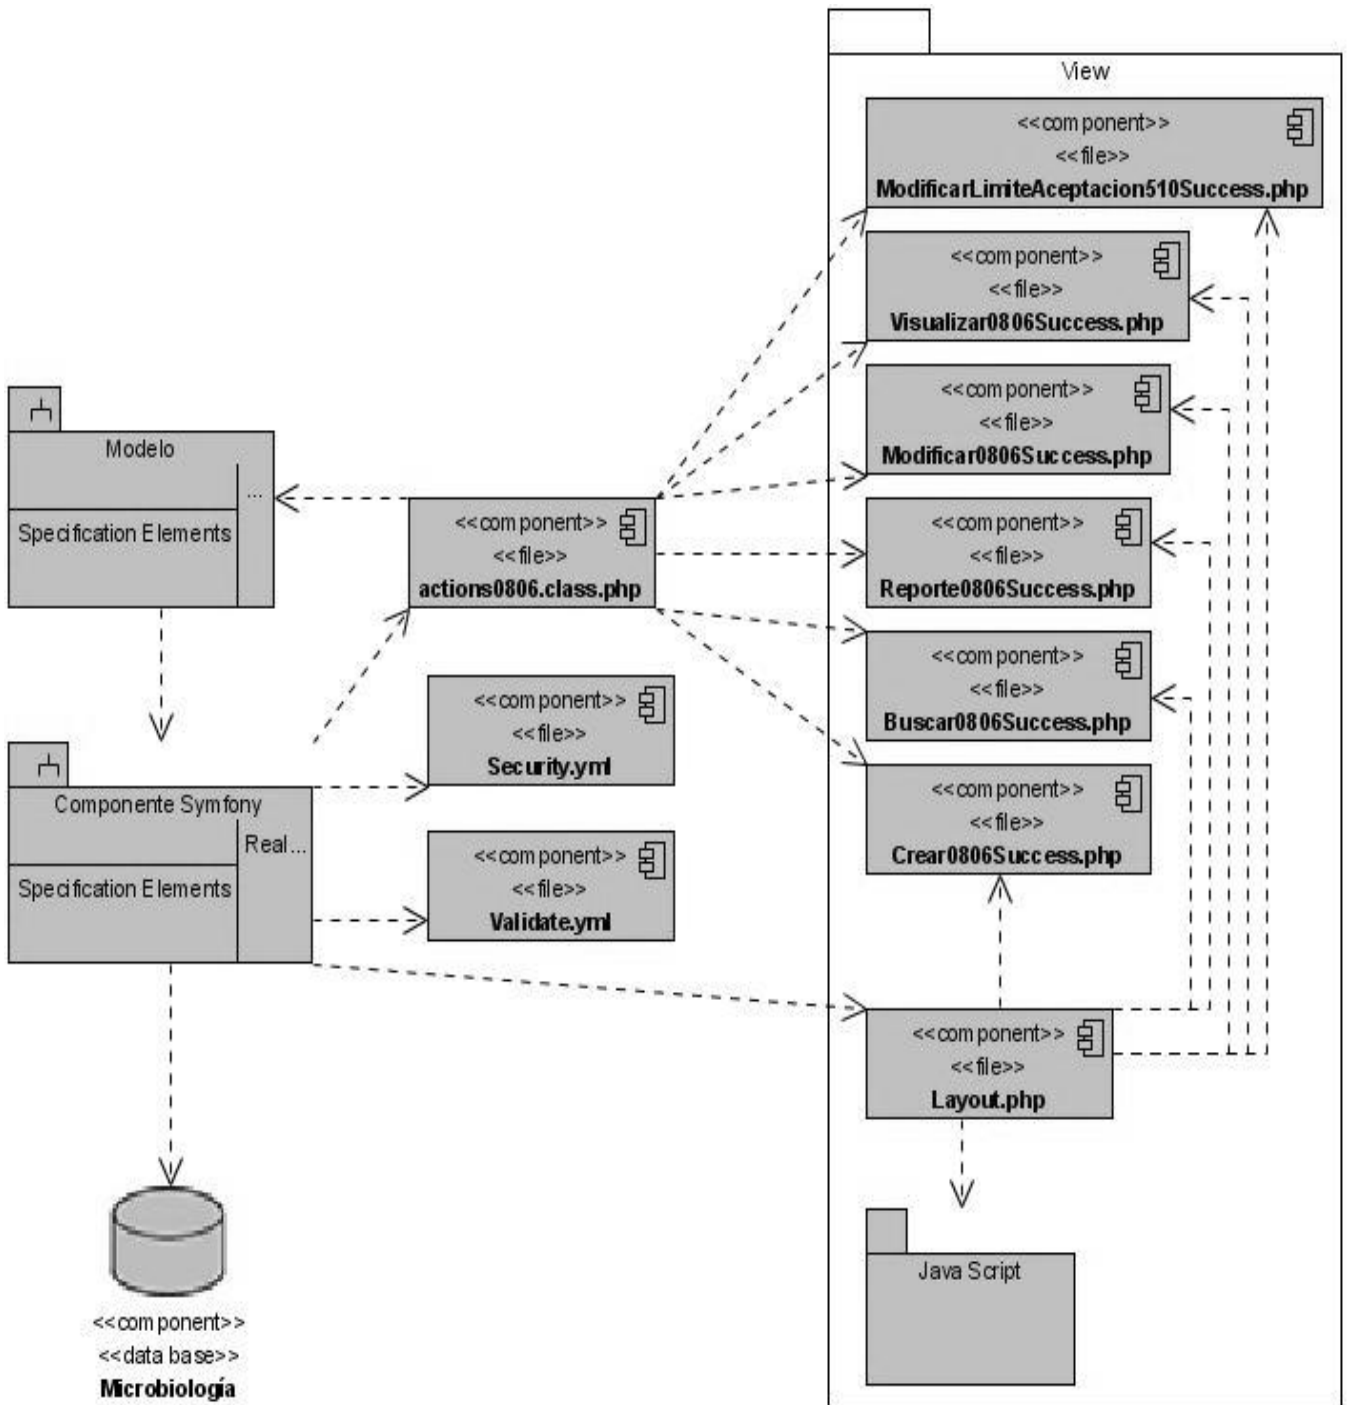 View
<<component>>
<<file>>
ModificarLimiteAceptacion510Success.php
<<component>>
<<file>>
Visualizar0806Success.php
<<component>>
<<file>>
Modificar0806Success.php
Modelo
...
Specification Elements
<<component>>
<<file>>
actions0806.class.php
<<component>>
<<file>>
Reporte0806Success.php
<<component>>
<<file>>
Buscar0806Success.php
<<component>>
<<file>>
Security.yml
Componente Symfony
Real...
Specification Elements
<<component>>
<<file>>
Crear0806Success.php
<<component>>
<<file>>
Validate.yml
<<component>>
<<file>>
Layout.php
Java Script
<<component>>
<<data base>>
Microbiología